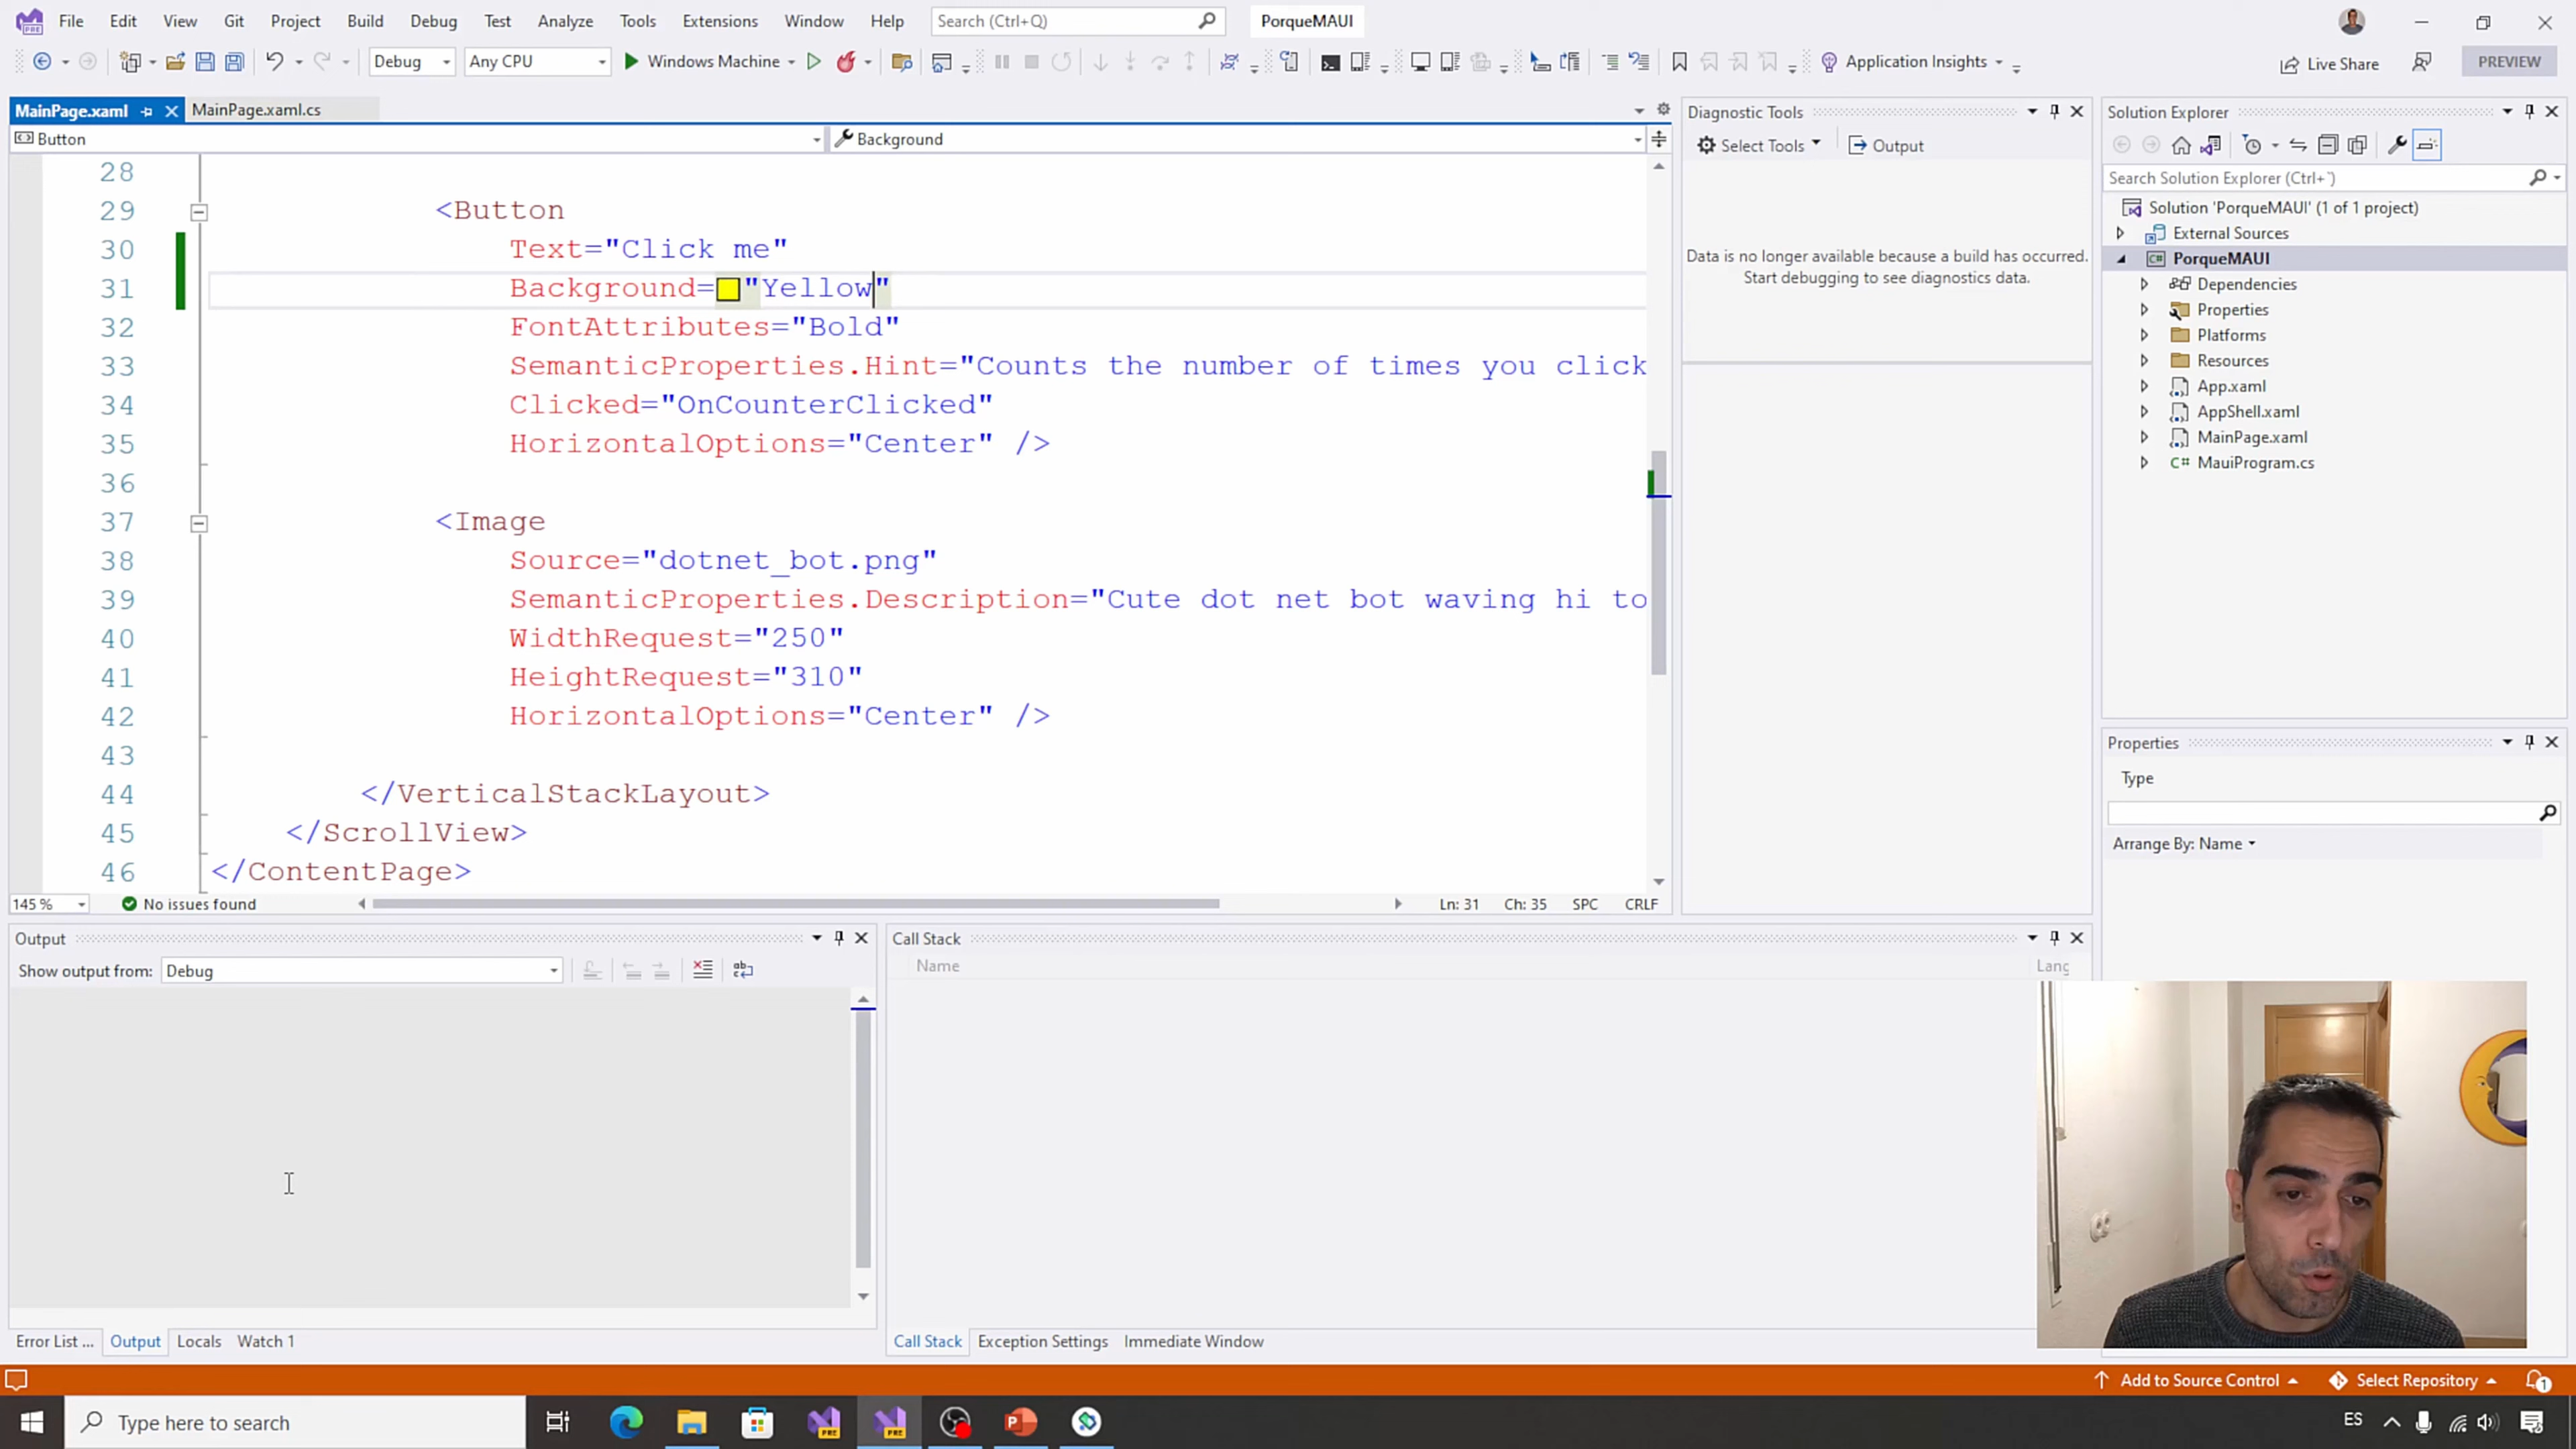 File Edit View Git Project Build Debug Test Analyze Tools Extensions Window Help Search (Ctrl+Q) PorqueMAUI
Debug Any CPU Windows Machine Application Insights Live Share PREVIEW
MainPage.xaml MainPage.xaml.cs
Button Background
28
29 <Button
30 Text="Click me"
31 Background="Yellow"
32 FontAttributes="Bold"
33 SemanticProperties.Hint="Counts the number of times you click
34 Clicked="OnCounterClicked"
35 HorizontalOptions="Center" />
36
37 <Image
38 Source="dotnet_bot.png"
39 SemanticProperties.Description="Cute dot net bot waving hi to
40 WidthRequest="250"
41 HeightRequest="310"
42 HorizontalOptions="Center" />
43
44 </VerticalStackLayout>
45 </ScrollView>
46 </ContentPage>
145 % No issues found Ln: 31 Ch: 35 SPC CRLF
Diagnostic Tools
Select Tools Output
Data is no longer available because a build has occurred.
Start debugging to see diagnostics data.
Solution Explorer
Search Solution Explorer (Ctrl+`)
Solution 'PorqueMAUI' (1 of 1 project)
External Sources
PorqueMAUI
Dependencies
Properties
Platforms
Resources
App.xaml
AppShell.xaml
MainPage.xaml
C# MauiProgram.cs
Properties
Type
Arrange By: Name
Output
Show output from: Debug
Error List ... Output Locals Watch 1
Call Stack
Name Lang
Call Stack Exception Settings Immediate Window
Add to Source Control Select Repository 1
Type here to search PRE PRE P ES